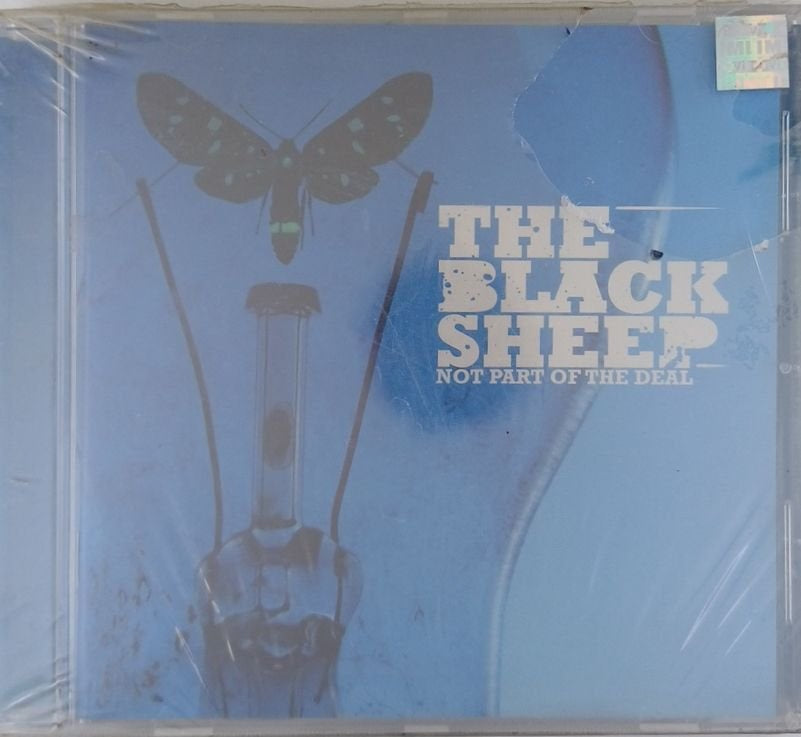 THE
BLACK
SHEEP
NOT PART OF THE DEAL